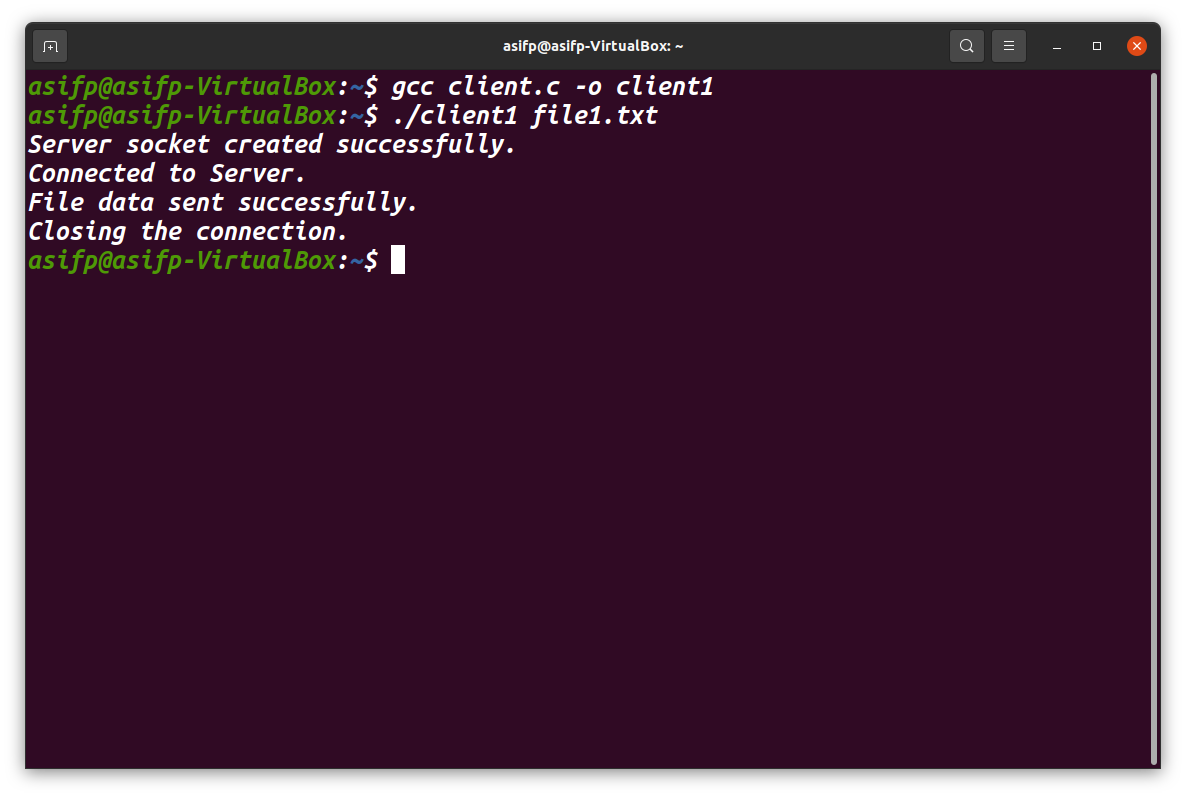 asifp@asifp-VirtualBox: ~
asifp@asifp-VirtualBox:~$ gcc client.c -o client1
asifp@asifp-VirtualBox:~$ ./client1 file1.txt
Server socket created successfully.
Connected to Server.
File data sent successfully.
Closing the connection.
asifp@asifp-VirtualBox:~$